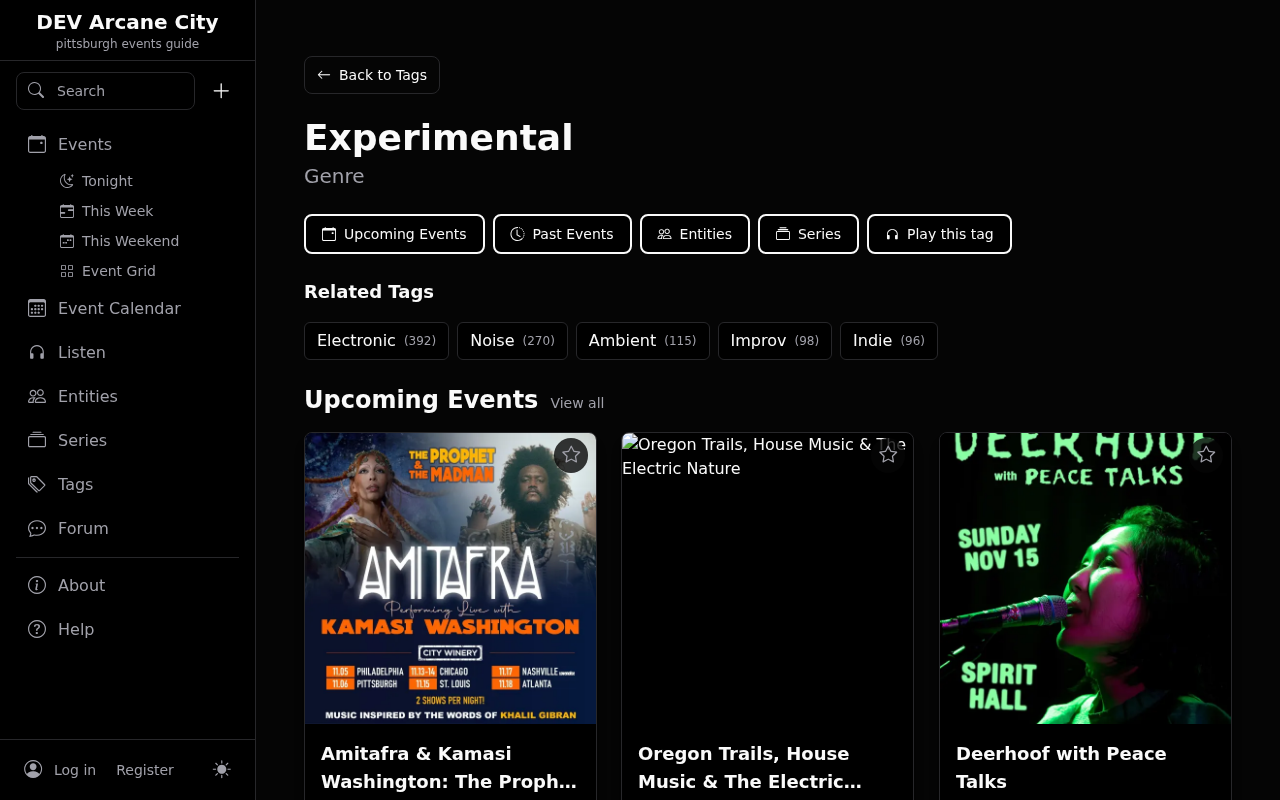 DEV Arcane City
pittsburgh events guide
Search
Events
Tonight
This Week
This Weekend
Event Grid
Event Calendar
Listen
Entities
Series
Tags
Forum
About
Help
Log in
Register
Back to Tags
Experimental
Genre
Upcoming Events
Past Events
Entities
Series
Play this tag
Related Tags
Electronic (392)
Noise (270)
Ambient (115)
Improv (98)
Indie (96)
Upcoming Events View all
THE PROPHET
& THE MADMAN
AMITAFRA
Performing Live with
KAMASI WASHINGTON
CITY WINERY
11.05 PHILADELPHIA 11.13-14 CHICAGO 11.17 NASHVILLE
11.06 PITTSBURGH 11.15 ST. LOUIS 11.18 ATLANTA
2 SHOWS PER NIGHT!
MUSIC INSPIRED BY THE WORDS OF KHALIL GIBRAN
Amitafra & Kamasi
Washington: The Proph…
Oregon Trails, House Music & The
Electric Nature
Oregon Trails, House
Music & The Electric…
DEERHOOF
with PEACE TALKS
SUNDAY
NOV 15
SPIRIT
HALL
Deerhoof with Peace
Talks